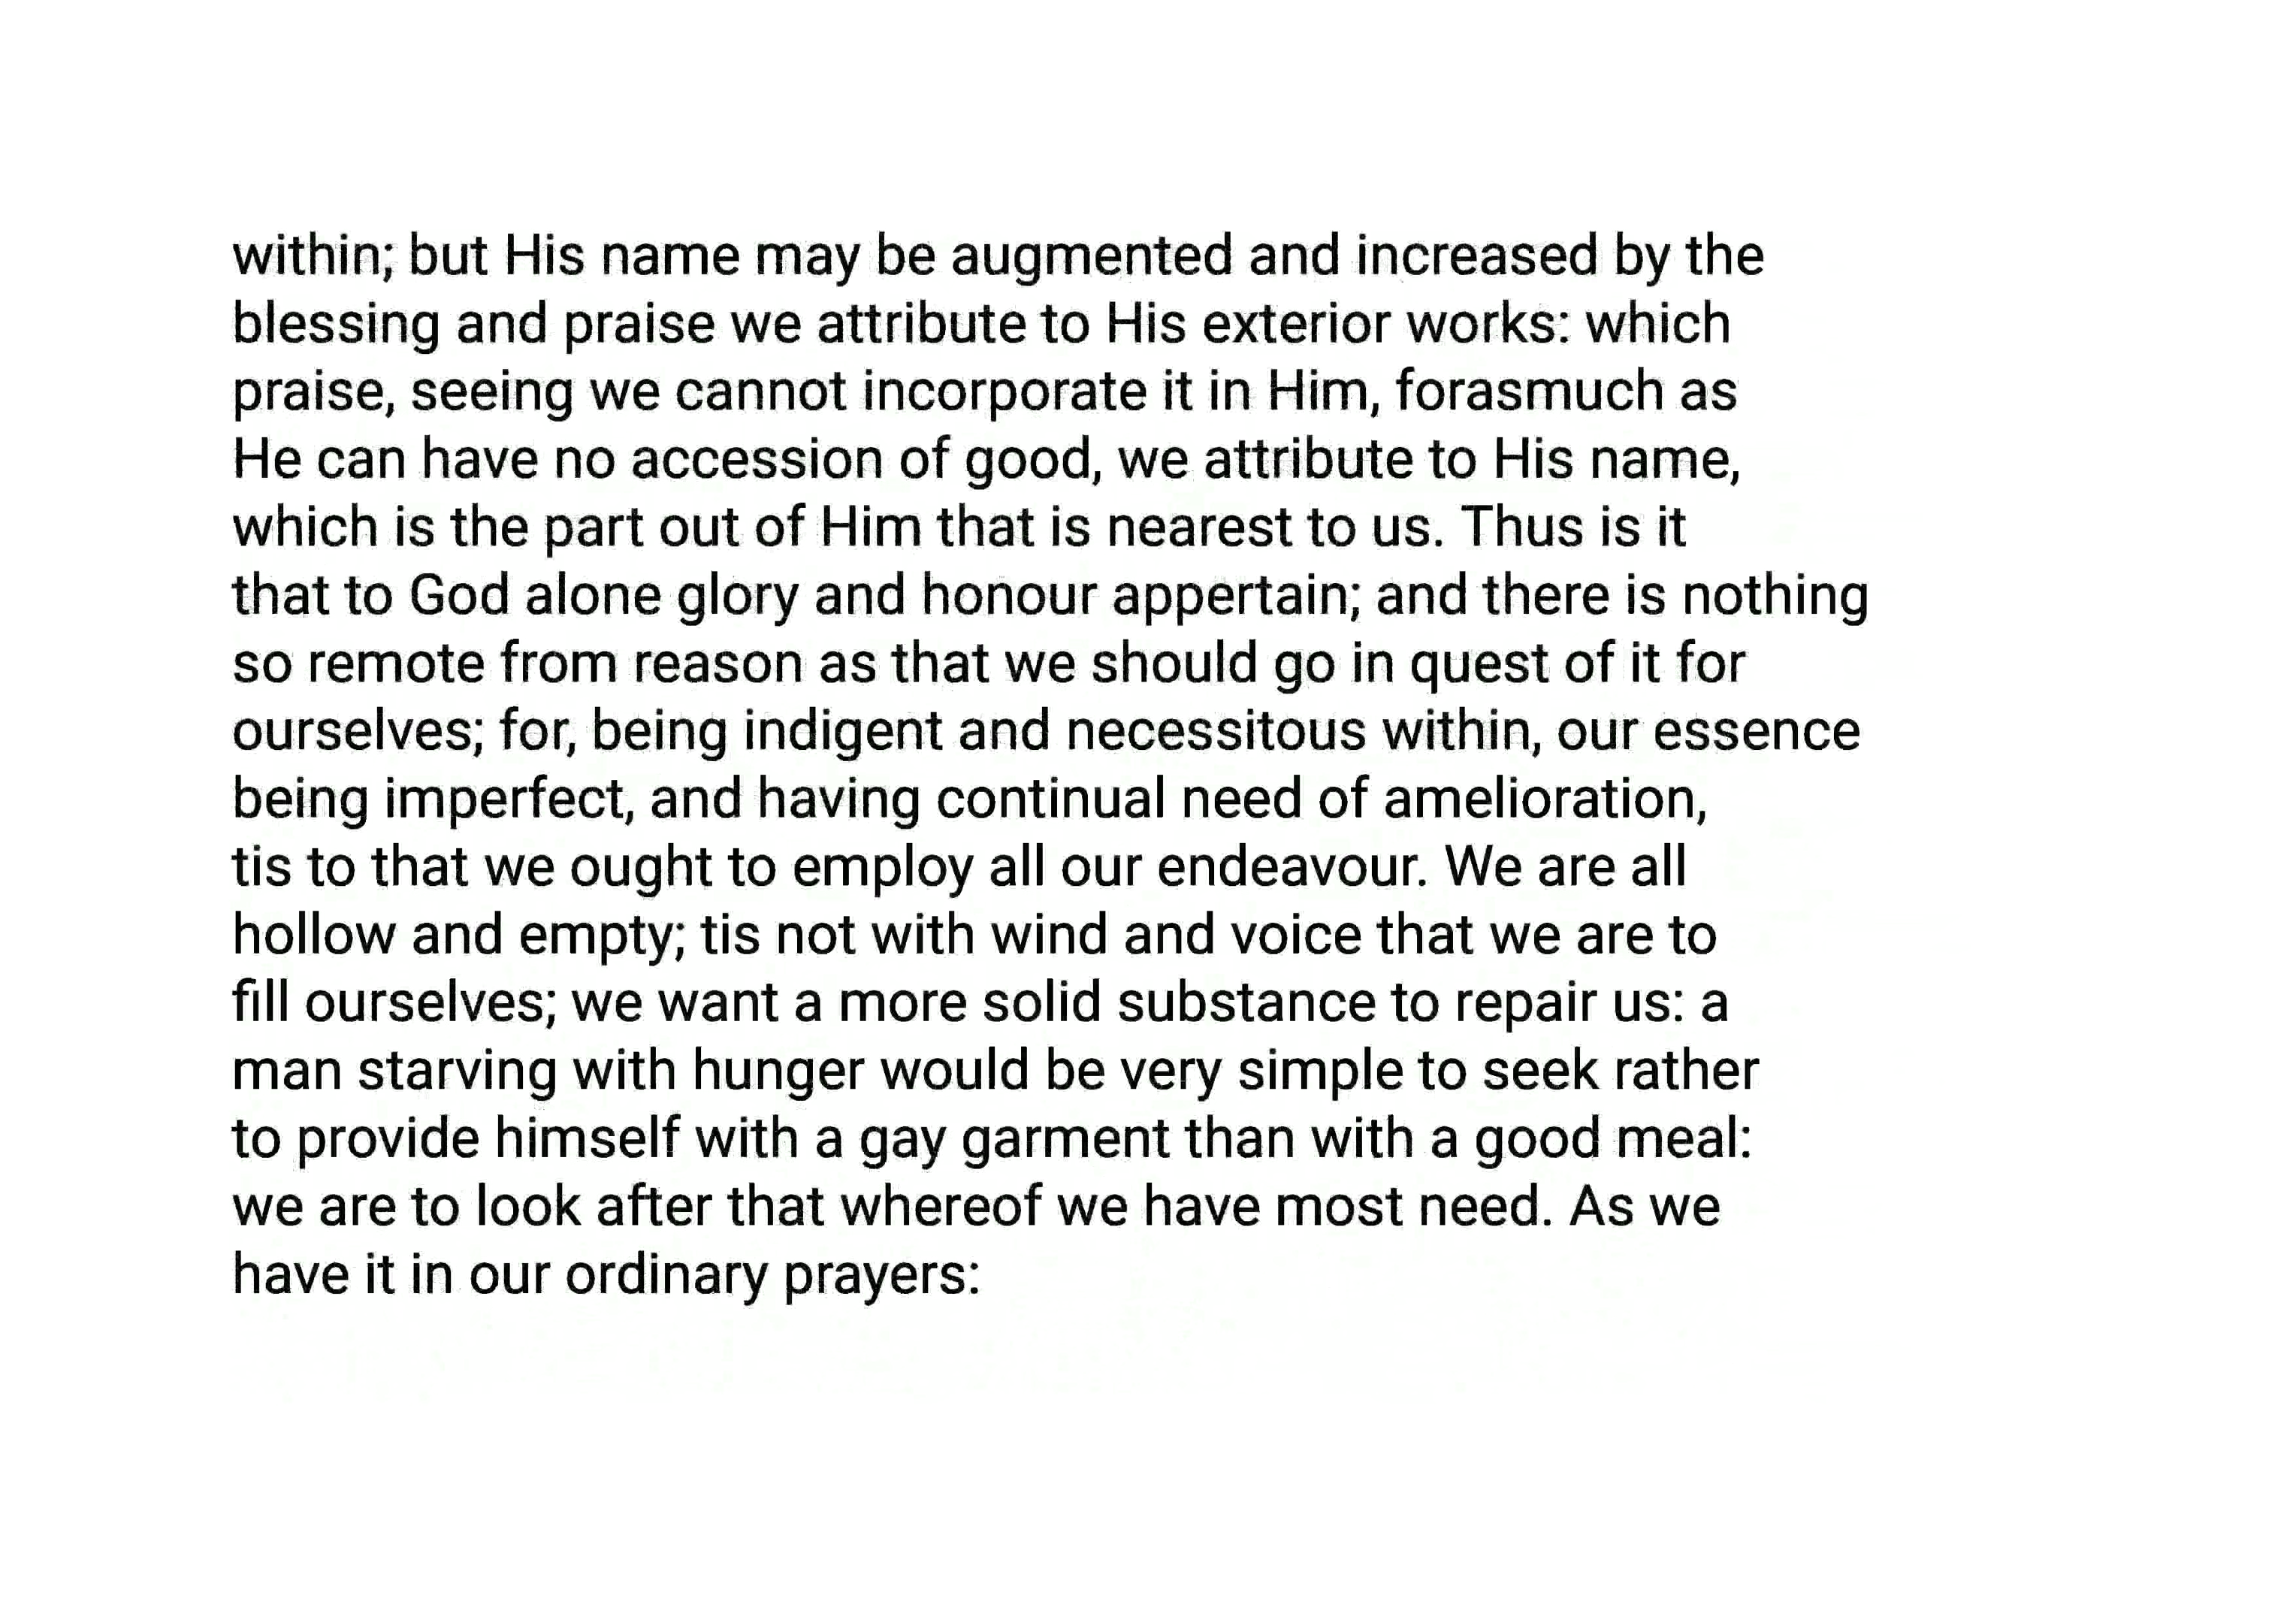 within; but His name may be augmented and increased by the
blessing and praise we attribute to His exterior works: which
praise, seeing we cannot incorporate it in Him, forasmuch as
He can have no accession of good, we attribute to His name,
which is the part out of Him that is nearest to us. Thus is it
that to God alone glory and honour appertain; and there is nothing
so remote from reason as that we should go in quest of it for
ourselves; for, being indigent and necessitous within, our essence
being imperfect, and having continual need of amelioration,
tis to that we ought to employ all our endeavour. We are all
hollow and empty; tis not with wind and voice that we are to
fill ourselves; we want a more solid substance to repair us: a
man starving with hunger would be very simple to seek rather
to provide himself with a gay garment than with a good meal:
we are to look after that whereof we have most need. As we
have it in our ordinary prayers: